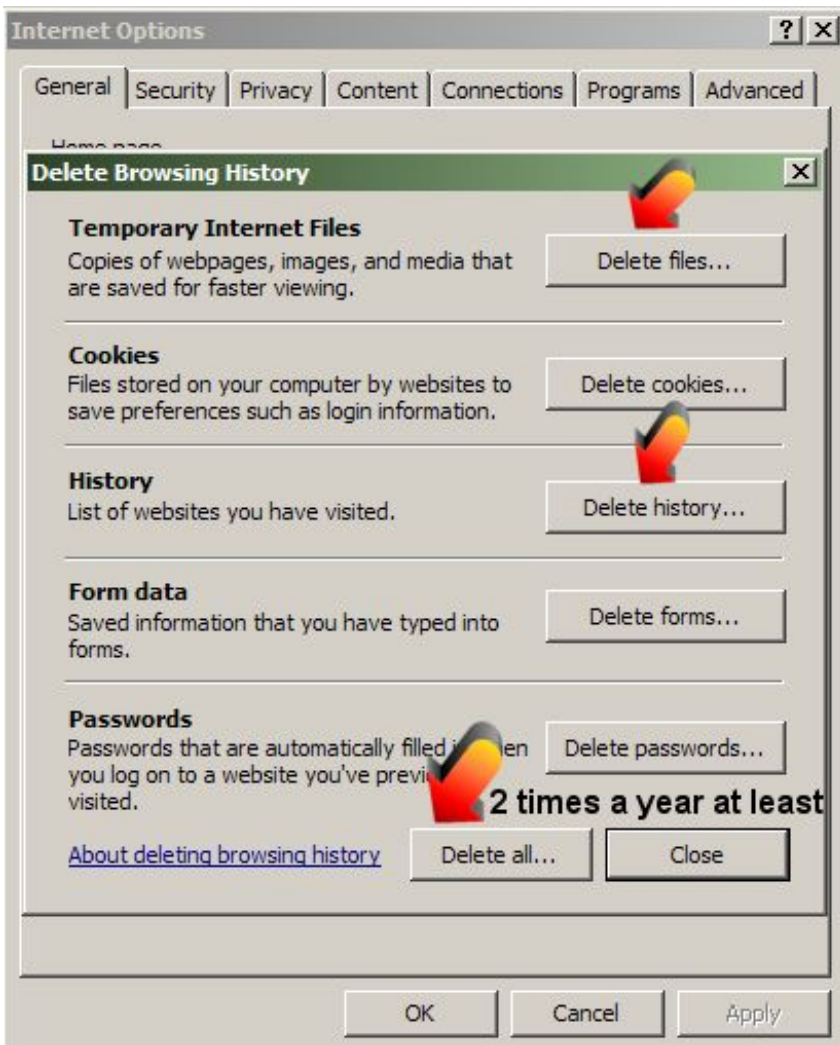 Internet Options
General Security Privacy Content Connections Programs Advanced
Home page
Delete Browsing History
Temporary Internet Files
Copies of webpages, images, and media that
are saved for faster viewing.
Delete files...
Cookies
Files stored on your computer by websites to
save preferences such as login information.
Delete cookies...
History
List of websites you have visited.
Delete history...
Form data
Saved information that you have typed into
forms.
Delete forms...
Passwords
Passwords that are automatically filled
you log on to a website you've
visited.
Delete passwords...
2 times a year at least
About deleting browsing history
Delete all...
Close
OK
Cancel
Apply